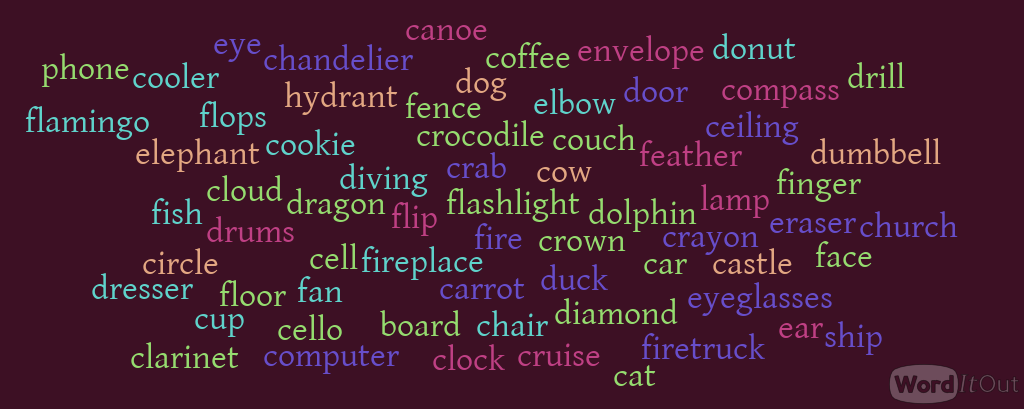 canoe
eye
chandelier
coffee
envelope
donut
phone
cooler
dog
drill
hydrant
fence
elbow
door
compass
flamingo
flops
crocodile
couch
ceiling
elephant
cookie
feather
dumbbell
diving
crab
cow
finger
cloud
dragon
flip
flashlight
dolphin
lamp
fish
drums
fire
crown
crayon
eraser
church
circle
cell
fireplace
car
castle
face
dresser
floor
fan
carrot
duck
eyeglasses
cup
cello
board
chair
diamond
ear
ship
clarinet
computer
clock
cruise
firetruck
cat
WordItOut